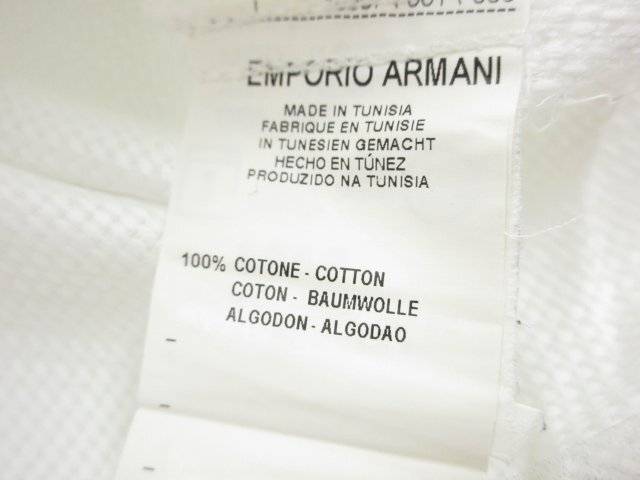 EMPORIO ARMANI
MADE IN TUNISIA
FABRIQUE EN TUNISIE
IN TUNESIEN GEMACHT
HECHO EN TÚNEZ
PRODUZIDO NA TUNISIA
100% COTONE - COTTON
COTON - BAUMWOLLE
ALGODON - ALGODAO